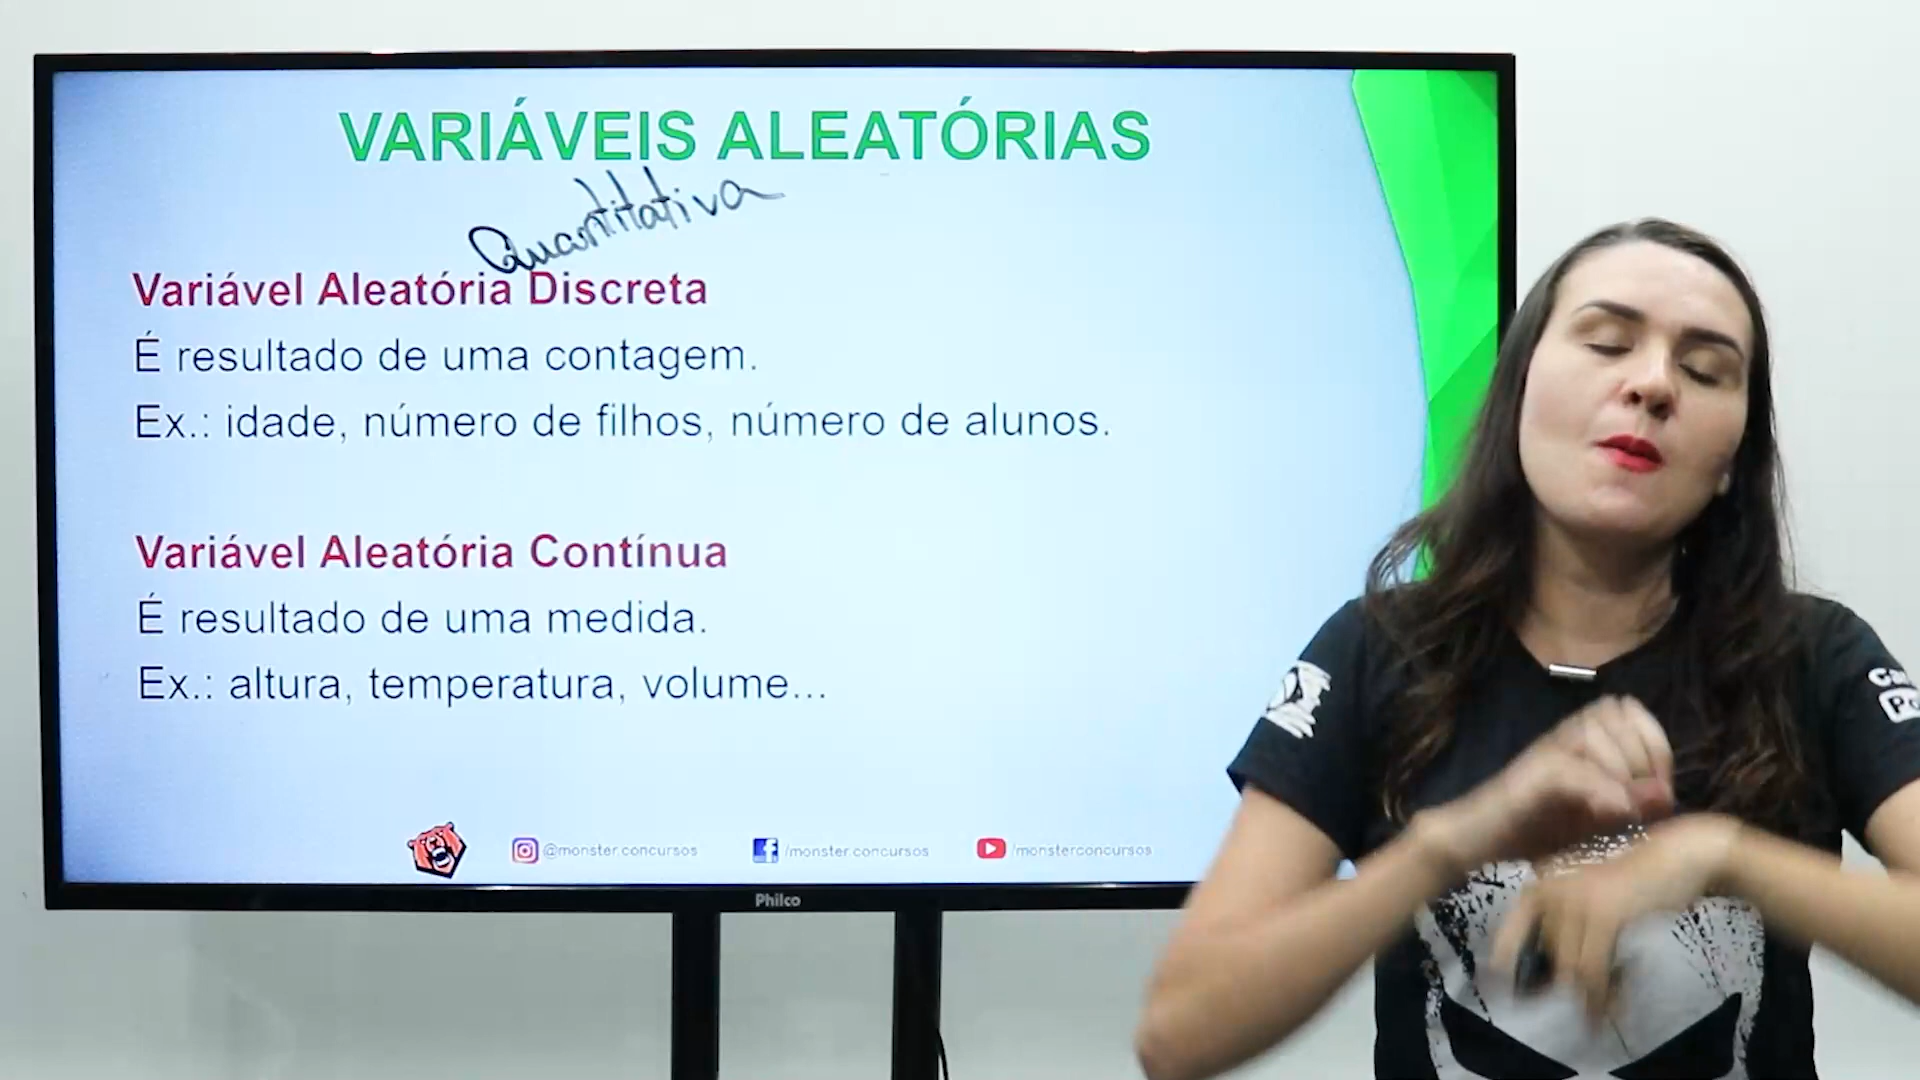 VARIÁVEIS ALEATÓRIAS
Quantitativa
Variável Aleatória Discreta
É resultado de uma contagem.
Ex.: idade, número de filhos, número de alunos.
Variável Aleatória Contínua
É resultado de uma medida.
Ex.: altura, temperatura, volume...
@monster.concursos
/monster.concursos
/monsterconcursos
Philco